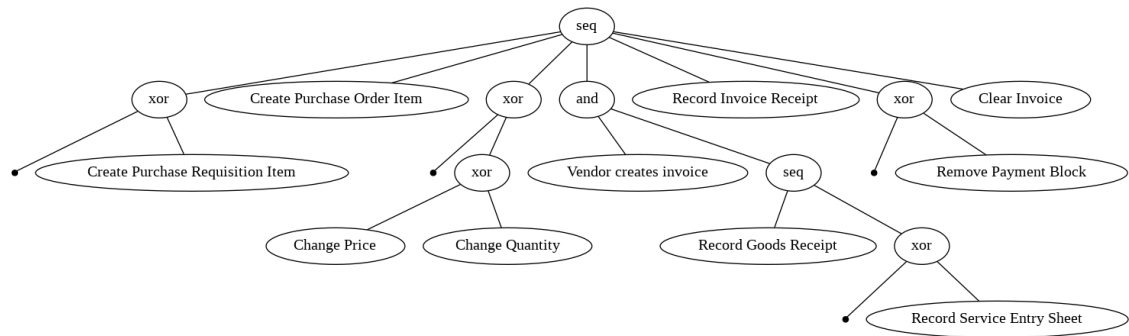 seq
xor
Create Purchase Order Item
xor
and
Record Invoice Receipt
xor
Clear Invoice
Create Purchase Requisition Item
xor
Vendor creates invoice
seq
Remove Payment Block
Change Price
Change Quantity
Record Goods Receipt
xor
Record Service Entry Sheet